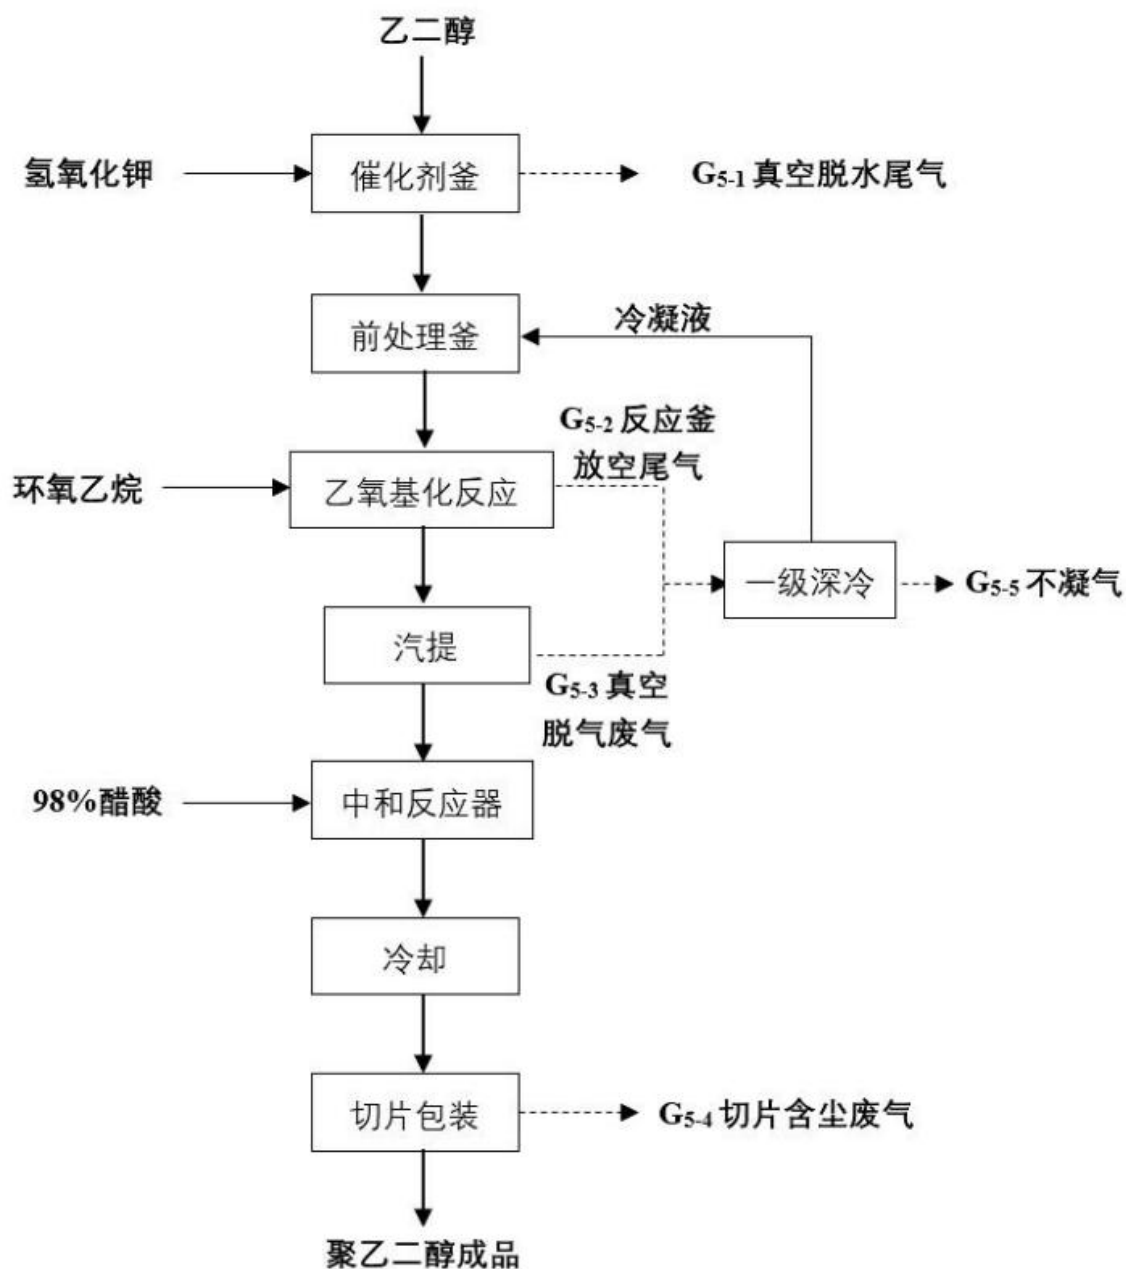 乙二醇
氢氧化钾
催化剂釜
G5-1 真空脱水尾气
冷凝液
前处理釜
G5-2 反应釜
放空尾气
环氧乙烷
乙氧基化反应
一级深冷
G5-5 不凝气
汽提
G5-3 真空
脱气废气
98%醋酸
中和反应器
冷却
切片包装
G5-4 切片含尘废气
聚乙二醇成品